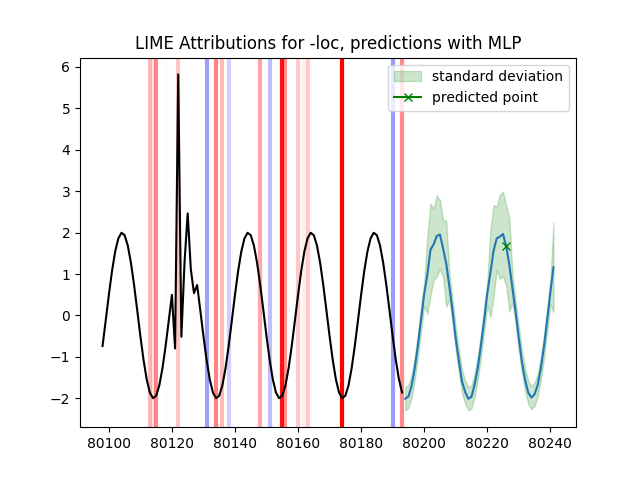 LIME Attributions for -loc, predictions with MLP
standard deviation
predicted point
6
5
4
3
2
1
0
−1
−2
80100 80120 80140 80160 80180 80200 80220 80240